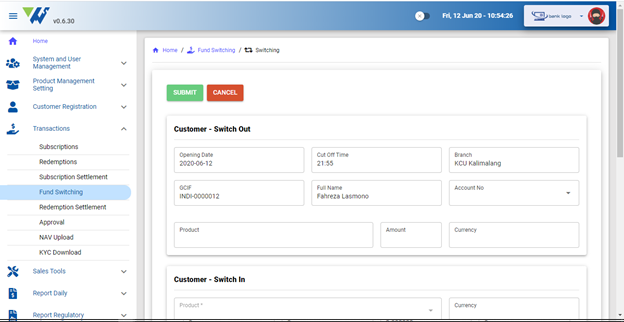 v0.6.30
Fri, 12 Jun 20 - 10:54:26
bank logo
Home
System and User
Management
Product Management
Setting
Customer Registration
Transactions
Subscriptions
Redemptions
Subscription Settlement
Fund Switching
Redemption Settlement
Approval
NAV Upload
KYC Download
Sales Tools
Report Daily
Report Regulatory
Home / Fund Switching / Switching
SUBMIT CANCEL
Customer - Switch Out
Opening Date Cut Off Time Branch
2020-06-12 21:55 KCU Kalimalang
GCIF Full Name Account No
INDI-0000012 Fahreza Lasmono
Product Amount Currency
Customer - Switch In
Product * Currency